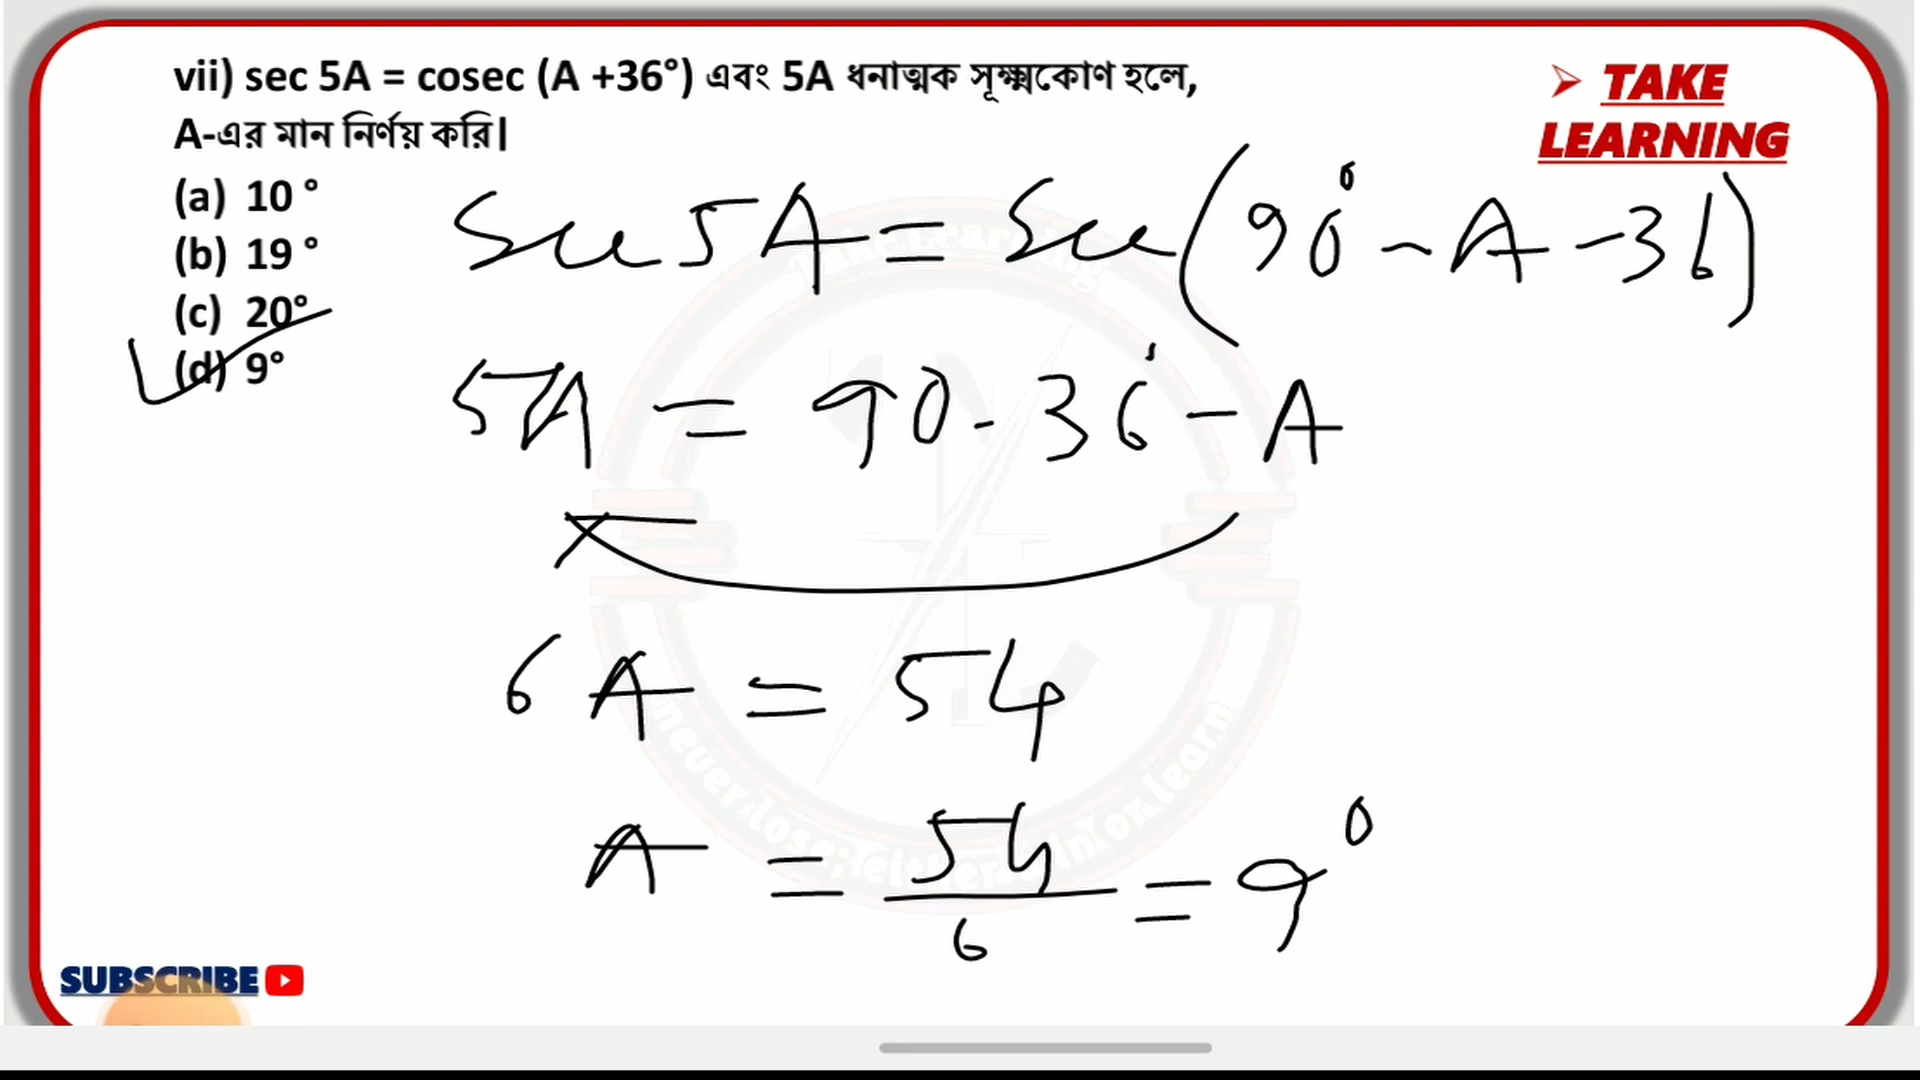 vii) sec 5A = cosec (A +36°) এবং 5A ধনাত্মক সূক্ষ্মকোণ হলে,
A-এর মান নির্ণয় করি।
(a) 10 °
(b) 19 °
(c) 20°
(d) 9°
➢ TAKE
LEARNING
Sec 5A = Sec (90° - A - 36)
5A = 90 - 36° - A
6A = 54
A = 54/6 = 9°
SUBSCRIBE